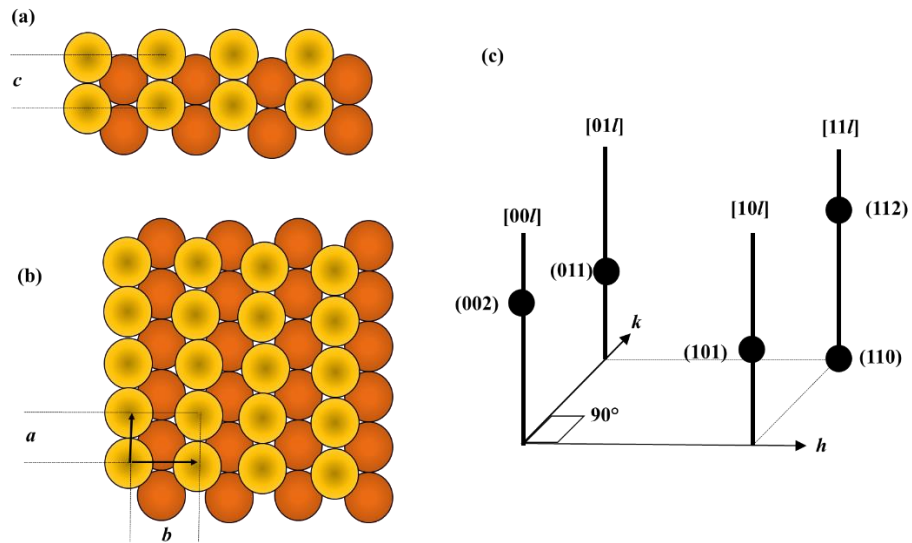 (a)
c
(b)
a
b
(c)
[01l]
[11l]
[00l]
[10l]
(112)
(011)
(002)
k
(101)
(110)
90°
h